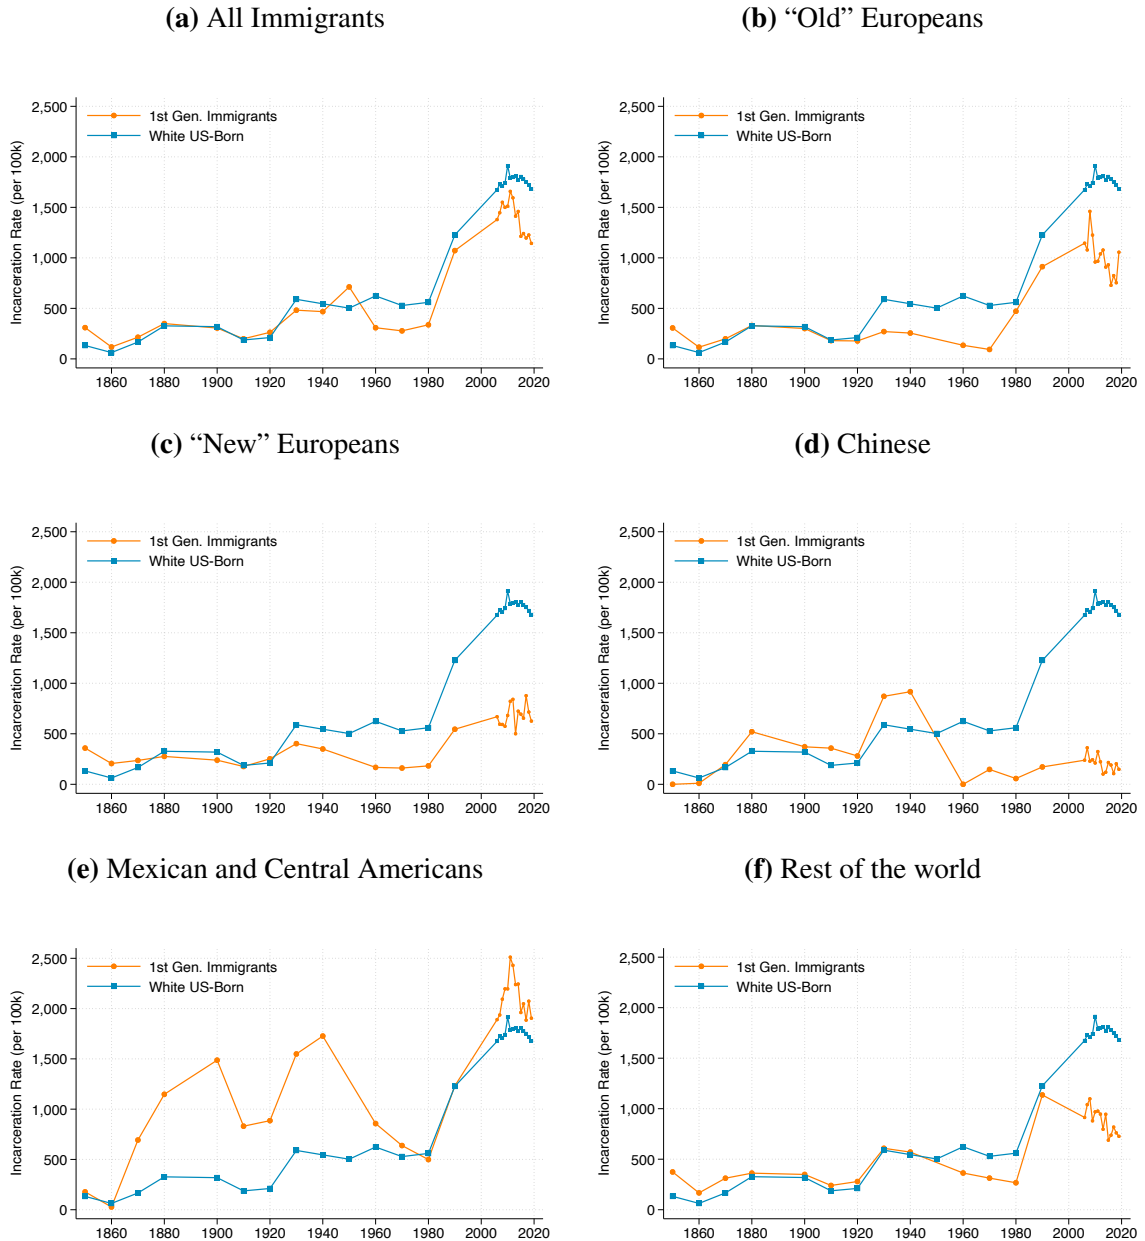 (a) All Immigrants
2,500
2,000
1,500
1,000
500
0
Incarceration Rate (per 100k)
1st Gen. Immigrants
White US-Born
1860 1880 1900 1920 1940 1960 1980 2000 2020
(b) “Old” Europeans
2,500
2,000
1,500
1,000
500
0
Incarceration Rate (per 100k)
1st Gen. Immigrants
White US-Born
1860 1880 1900 1920 1940 1960 1980 2000 2020
(c) “New” Europeans
2,500
2,000
1,500
1,000
500
0
Incarceration Rate (per 100k)
1st Gen. Immigrants
White US-Born
1860 1880 1900 1920 1940 1960 1980 2000 2020
(d) Chinese
2,500
2,000
1,500
1,000
500
0
Incarceration Rate (per 100k)
1st Gen. Immigrants
White US-Born
1860 1880 1900 1920 1940 1960 1980 2000 2020
(e) Mexican and Central Americans
2,500
2,000
1,500
1,000
500
0
Incarceration Rate (per 100k)
1st Gen. Immigrants
White US-Born
1860 1880 1900 1920 1940 1960 1980 2000 2020
(f) Rest of the world
2,500
2,000
1,500
1,000
500
0
Incarceration Rate (per 100k)
1st Gen. Immigrants
White US-Born
1860 1880 1900 1920 1940 1960 1980 2000 2020